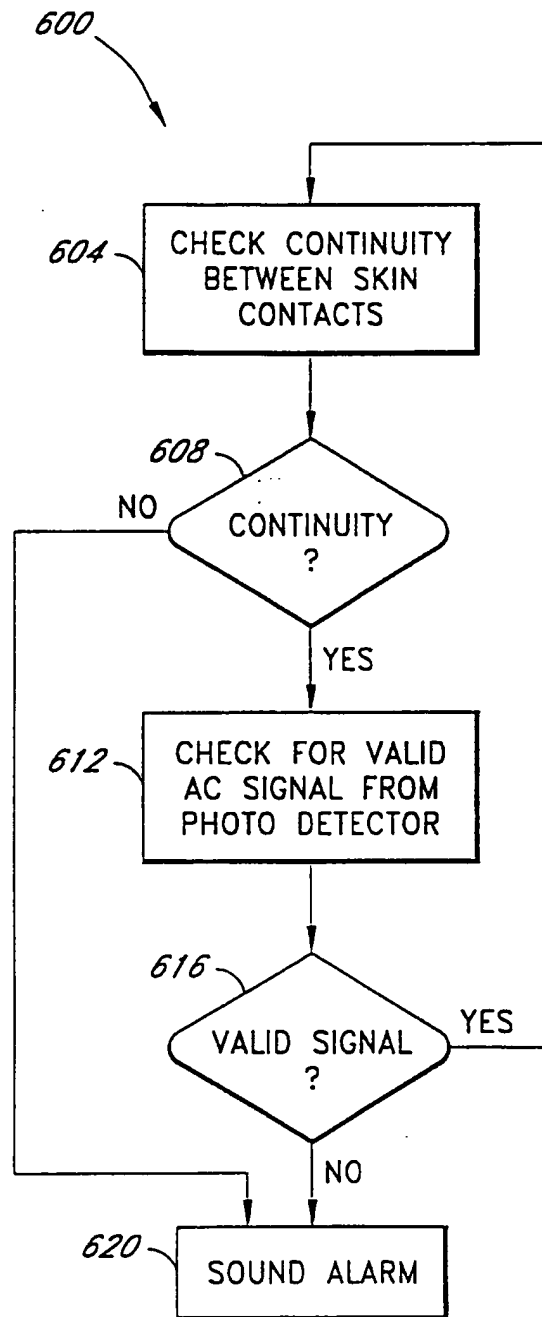 600
604
CHECK CONTINUITY
BETWEEN SKIN
CONTACTS
608
NO
CONTINUITY
?
YES
612
CHECK FOR VALID
AC SIGNAL FROM
PHOTO DETECTOR
616
VALID SIGNAL
?
YES
NO
620
SOUND ALARM